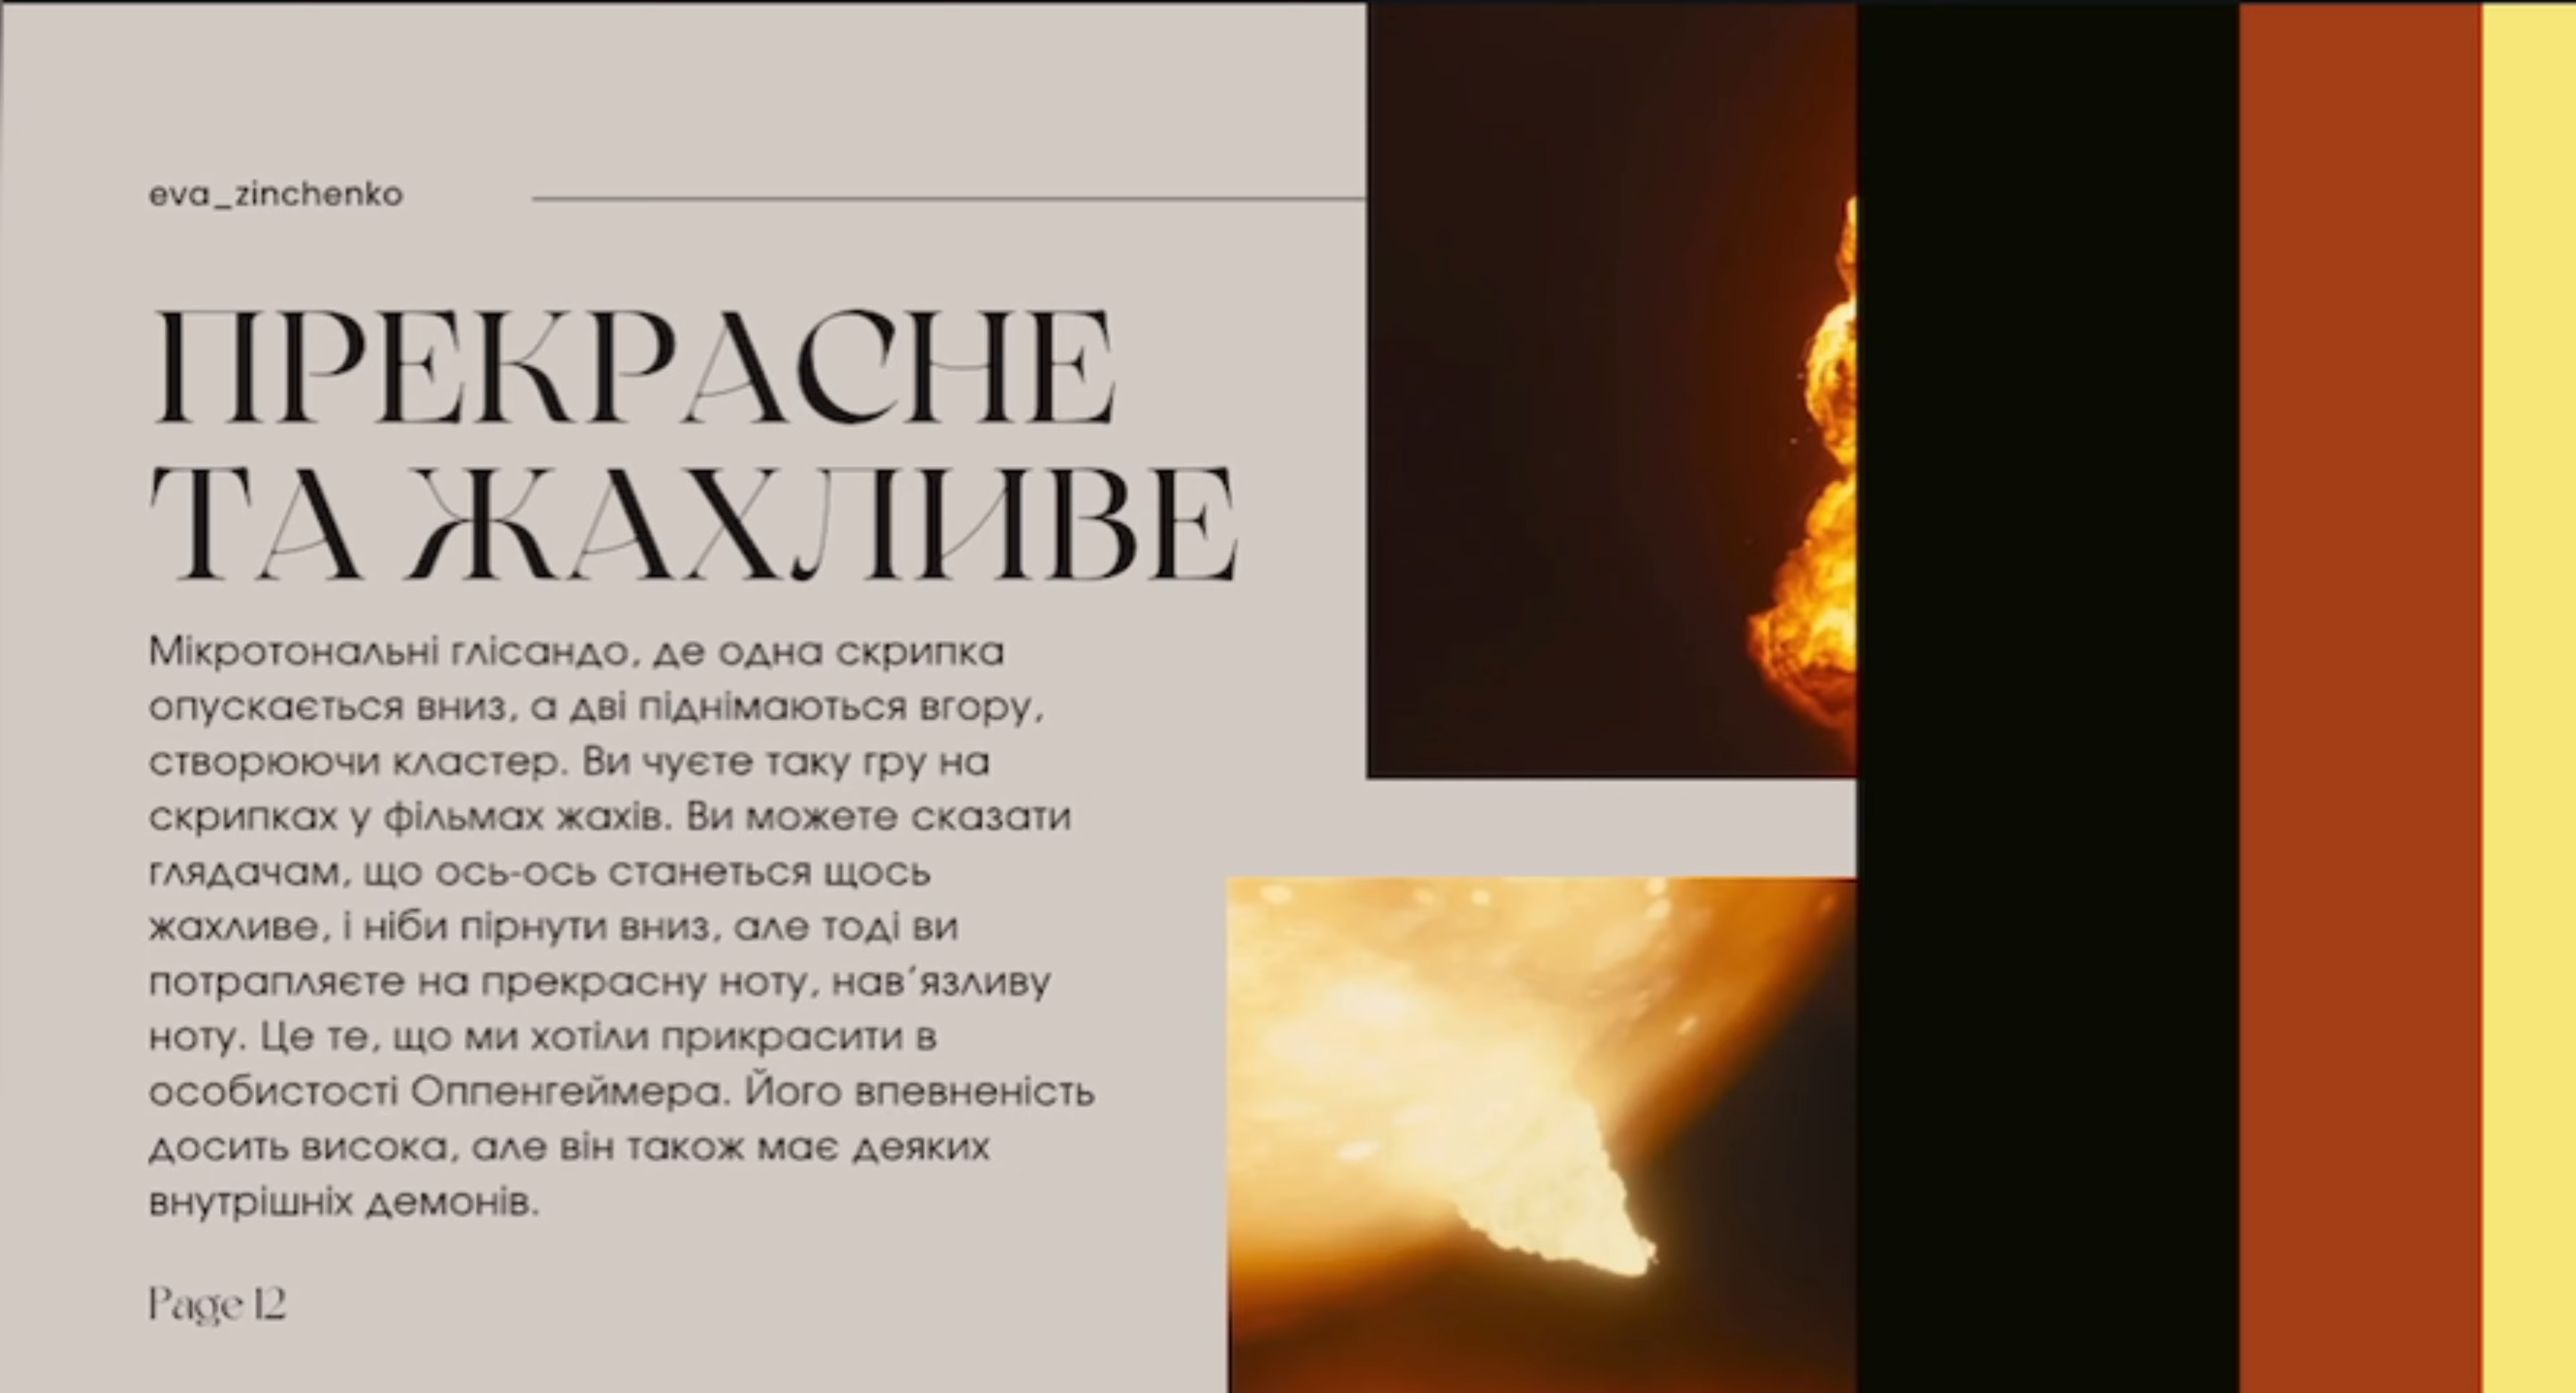 eva_zinchenko
ПРЕКРАСНЕ
ТА ЖАХЛИВЕ
Мікротональні глісандо, де одна скрипка
опускається вниз, а дві піднімаються вгору,
створюючи кластер. Ви чуєте таку гру на
скрипках у фільмах жахів. Ви можете сказати
глядачам, що ось-ось станеться щось
жахливе, і ніби пірнути вниз, але тоді ви
потрапляєте на прекрасну ноту, нав’язливу
ноту. Це те, що ми хотіли прикрасити в
особистості Оппенгеймера. Його впевненість
досить висока, але він також має деяких
внутрішніх демонів.
Page 12